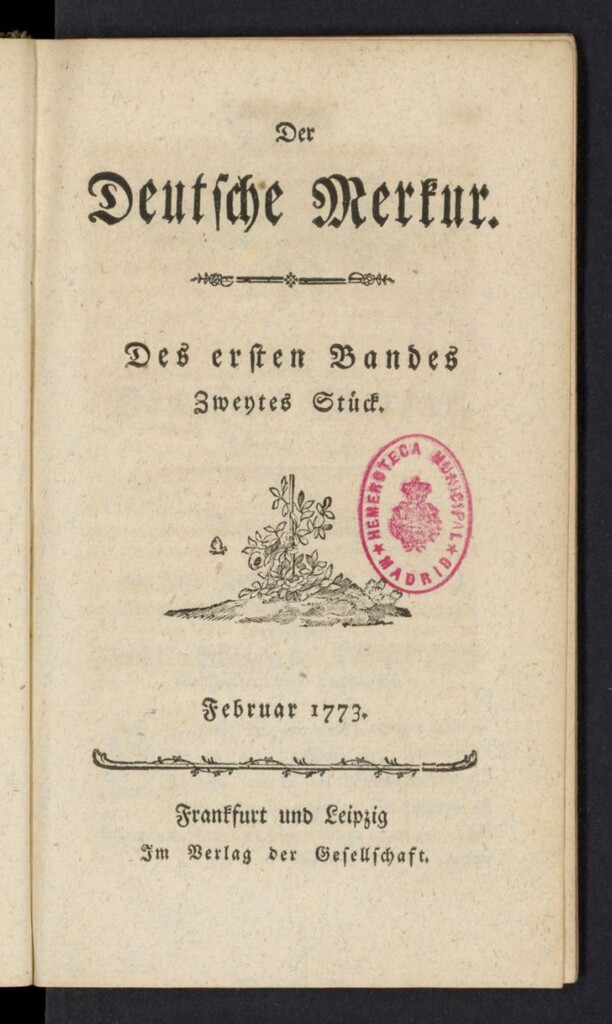 Der
Deutsche Merkur.
Des ersten Bandes
Zweytes Stück.
HEMEROTECA MUNICIPAL
MADRID
Februar 1773.
Frankfurt und Leipzig
Im Verlag der Gesellschaft.